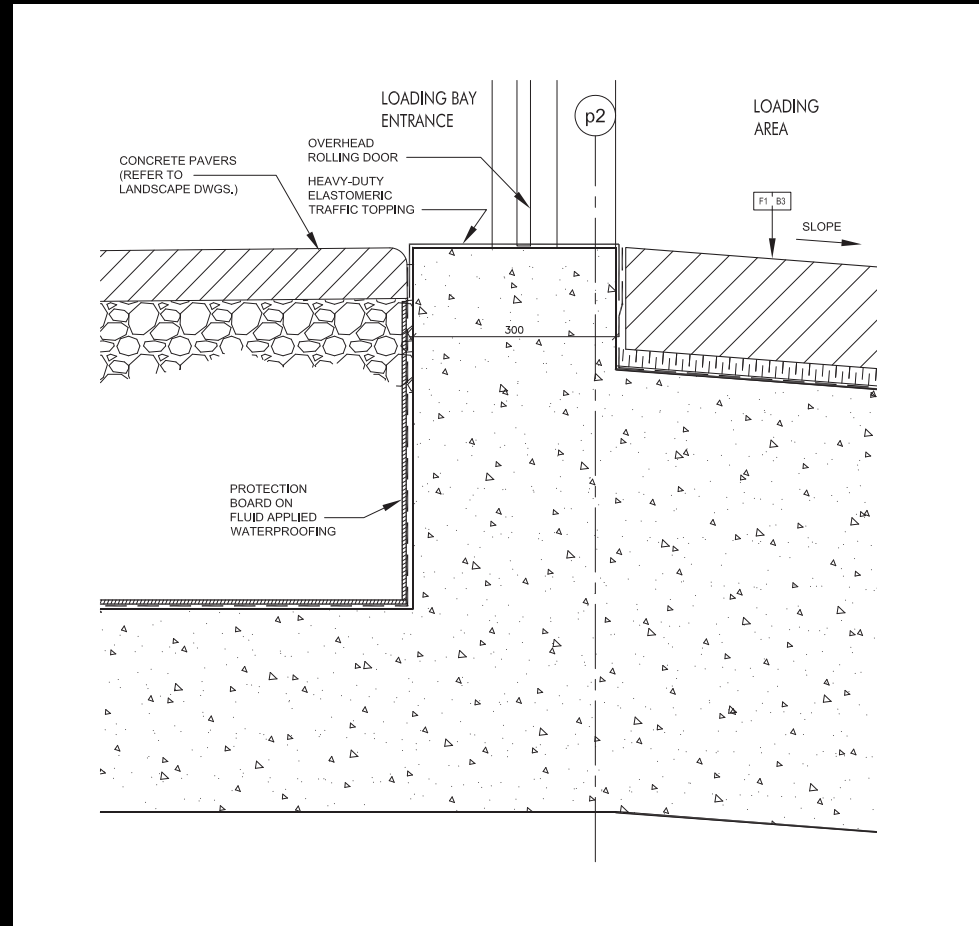 LOADING BAY
ENTRANCE
p2
LOADING
AREA
OVERHEAD
ROLLING DOOR
CONCRETE PAVERS
(REFER TO
LANDSCAPE DWGS.)
HEAVY-DUTY
ELASTOMERIC
TRAFFIC TOPPING
F1 B3
SLOPE
300
PROTECTION
BOARD ON
FLUID APPLIED
WATERPROOFING